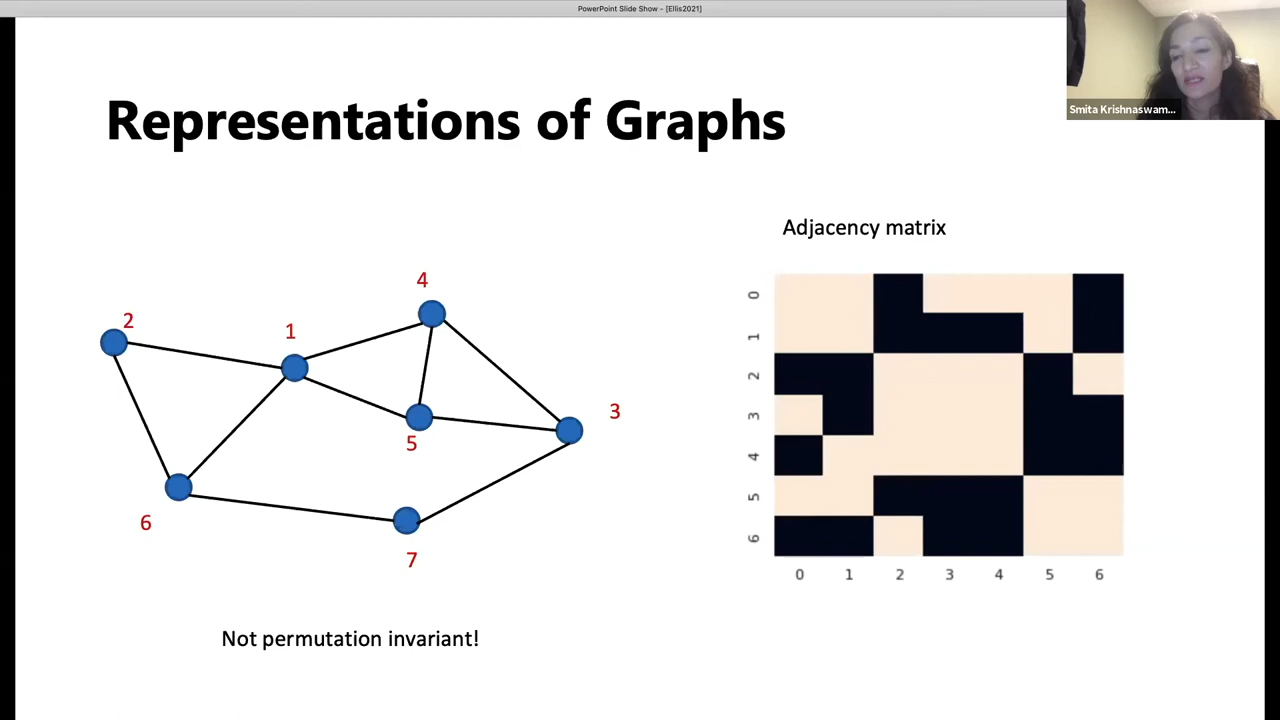 PowerPoint Slide Show - [Ellis2021]
Smita Krishnaswam...
Representations of Graphs
Adjacency matrix
4
2
1
3
5
6
7
0
1
2
3
4
5
6
0 1 2 3 4 5 6
Not permutation invariant!